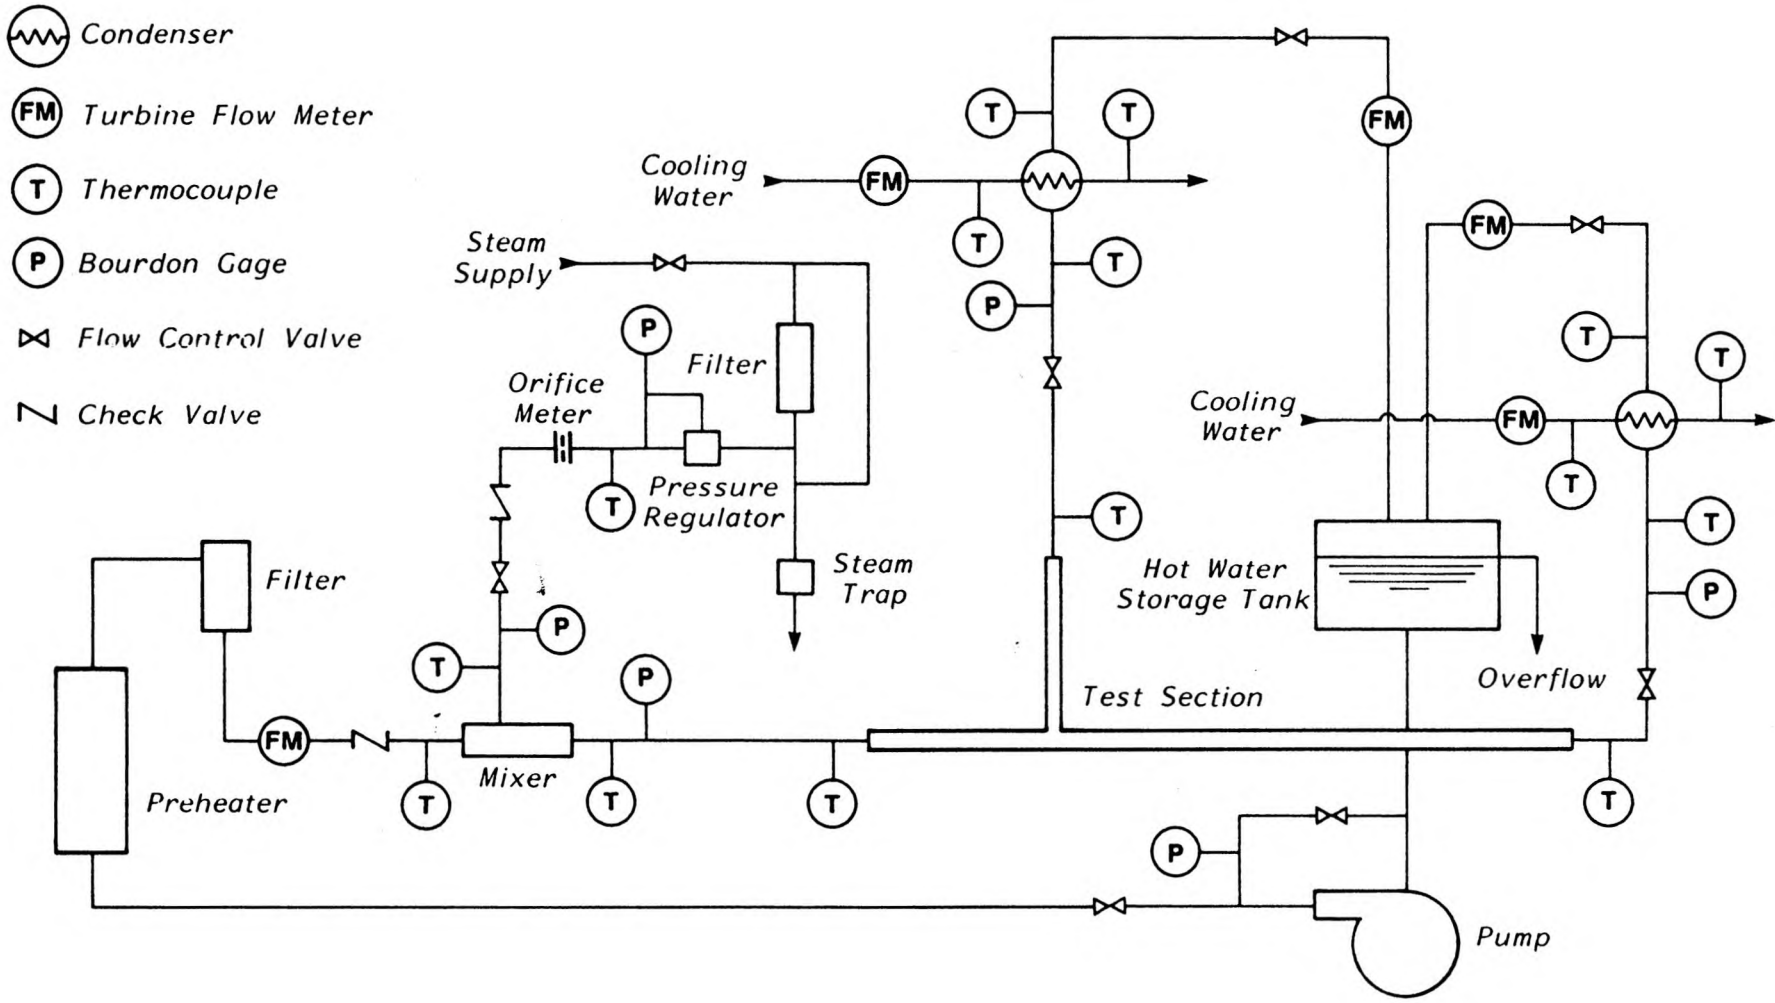 Condenser
FM Turbine Flow Meter
T Thermocouple
P Bourdon Gage
Flow Control Valve
Check Valve
T
T
FM
Cooling
Water
FM
T
T
P
Steam
Supply
P
Filter
Orifice
Meter
T
Pressure
Regulator
FM
T
T
Cooling
Water
FM
T
T
T
P
Hot Water
Storage Tank
Overflow
Filter
Steam
Trap
P
T
P
Test Section
FM
Mixer
T
T
T
T
Preheater
P
Pump